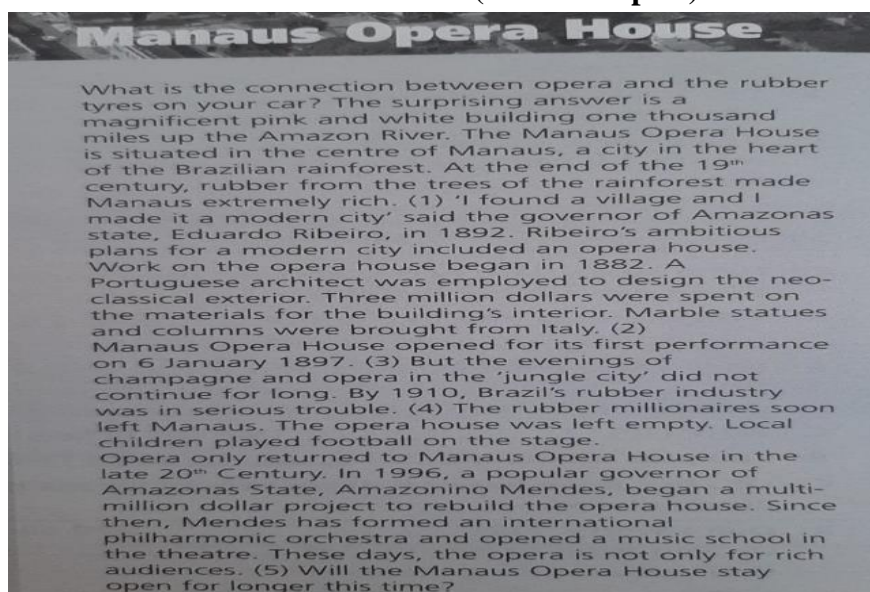 Manaus Opera House
What is the connection between opera and the rubber
tyres on your car? The surprising answer is a
magnificent pink and white building one thousand
miles up the Amazon River. The Manaus Opera House
is situated in the centre of Manaus, a city in the heart
of the Brazilian rainforest. At the end of the 19th
century, rubber from the trees of the rainforest made
Manaus extremely rich. (1) 'I found a village and I
made it a modern city' said the governor of Amazonas
state, Eduardo Ribeiro, in 1892. Ribeiro's ambitious
plans for a modern city included an opera house.
Work on the opera house began in 1882. A
Portuguese architect was employed to design the neo-
classical exterior. Three million dollars were spent on
the materials for the building's interior. Marble statues
and columns were brought from Italy. (2)
Manaus Opera House opened for its first performance
on 6 January 1897. (3) But the evenings of
champagne and opera in the 'jungle city' did not
continue for long. By 1910, Brazil's rubber industry
was in serious trouble. (4) The rubber millionaires soon
left Manaus. The opera house was left empty. Local
children played football on the stage.
Opera only returned to Manaus Opera House in the
late 20th Century. In 1996, a popular governor of
Amazonas State, Amazonino Mendes, began a multi-
million dollar project to rebuild the opera house. Since
then, Mendes has formed an international
philharmonic orchestra and opened a music school in
the theatre. These days, the opera is not only for rich
audiences. (5) Will the Manaus Opera House stay
open for longer this time?